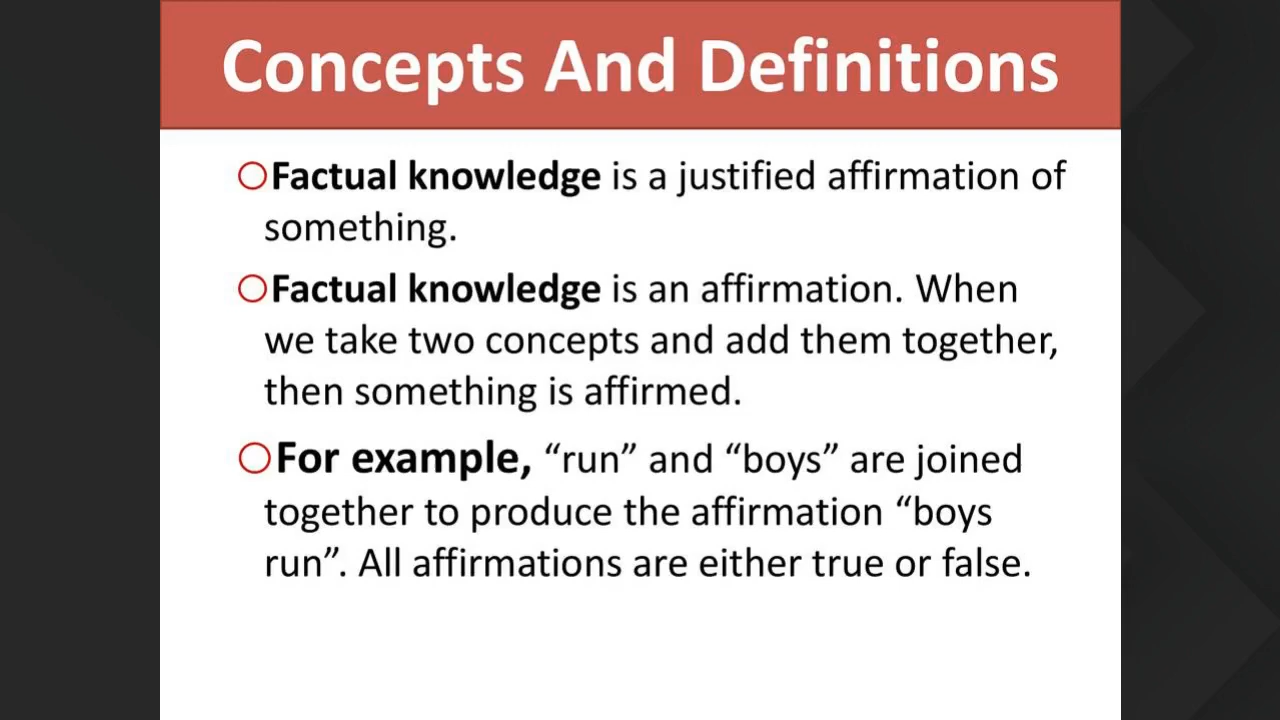 Concepts And Definitions
Factual knowledge is a justified affirmation of
something.
Factual knowledge is an affirmation. When
we take two concepts and add them together,
then something is affirmed.
For example, “run” and “boys” are joined
together to produce the affirmation “boys
run”. All affirmations are either true or false.